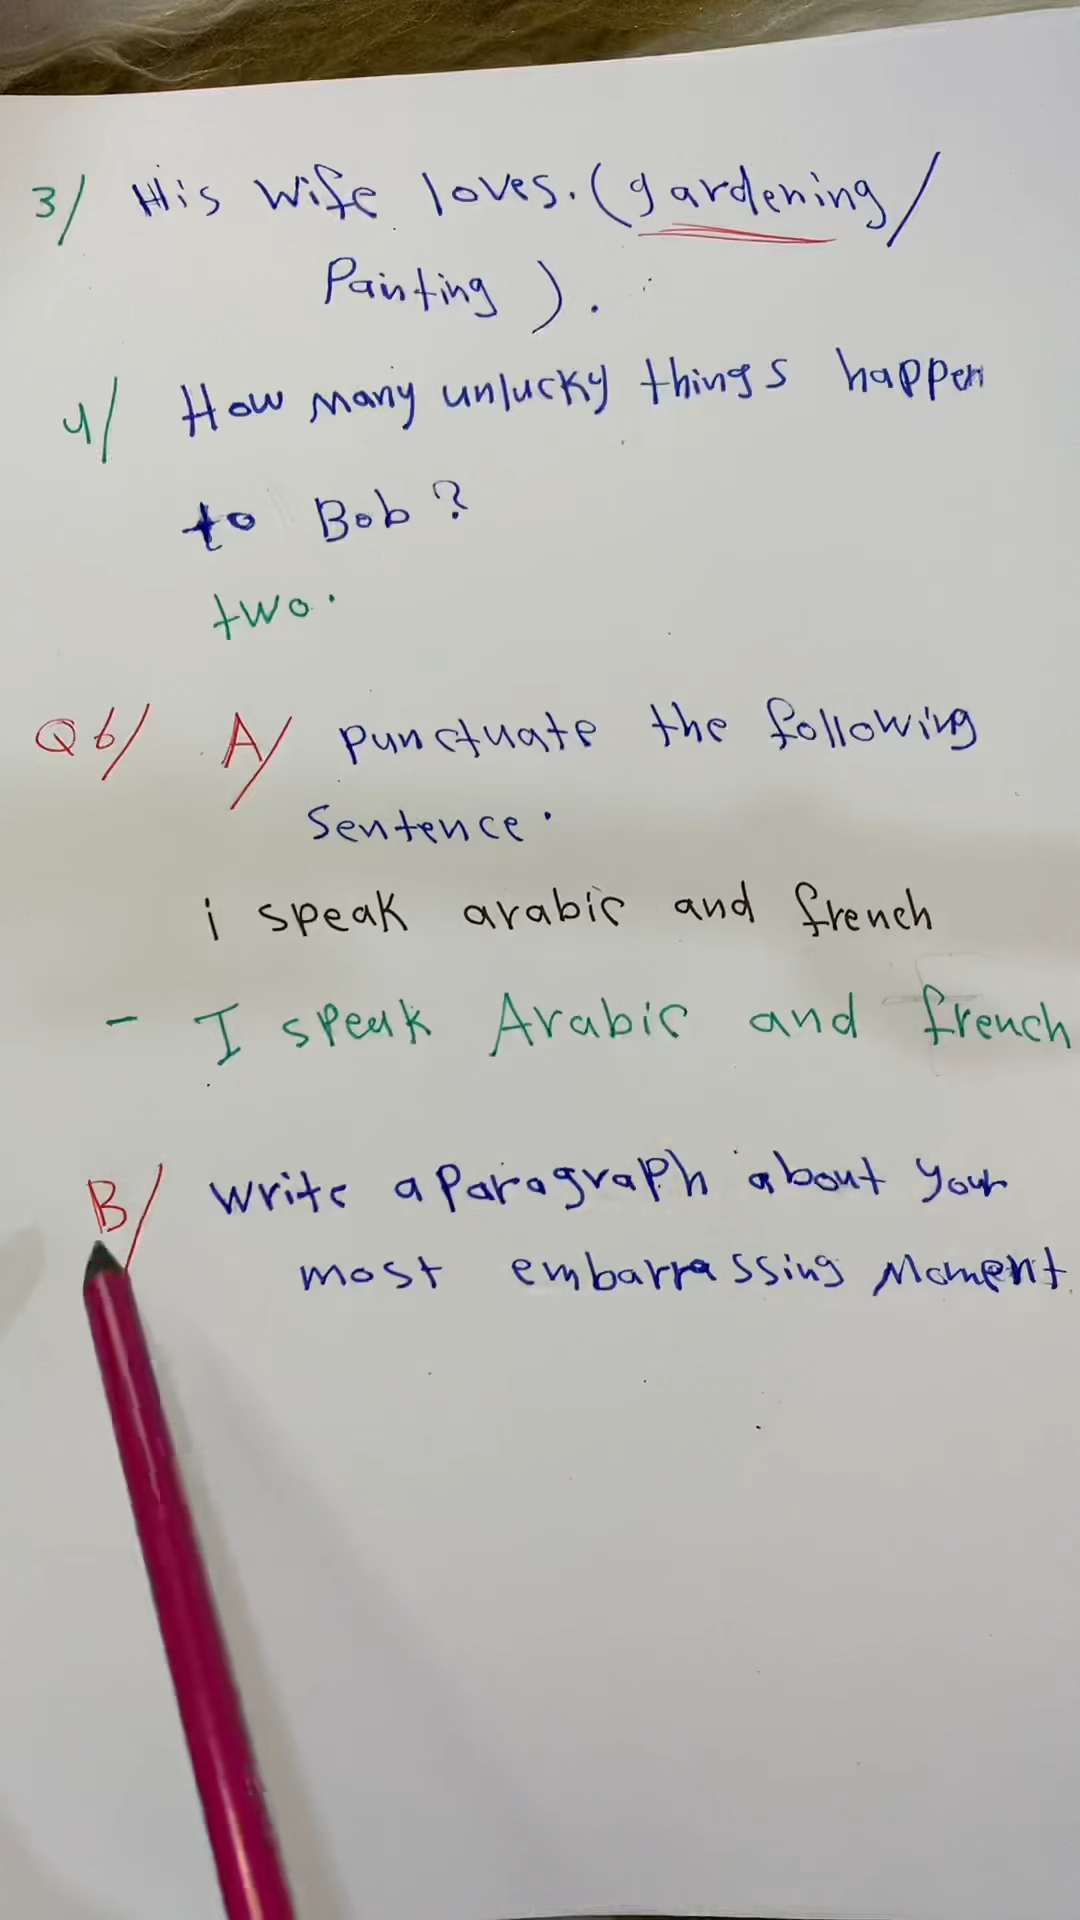 3/ His wife loves. (gardening/
Painting ).
4/ How many unlucky things happen
to Bob?
two.
Q6/ A/ Punctuate the following
Sentence.
i speak arabic and french
- I speak Arabic and french
B/ write a paragraph about your
most embarrassing Moment.